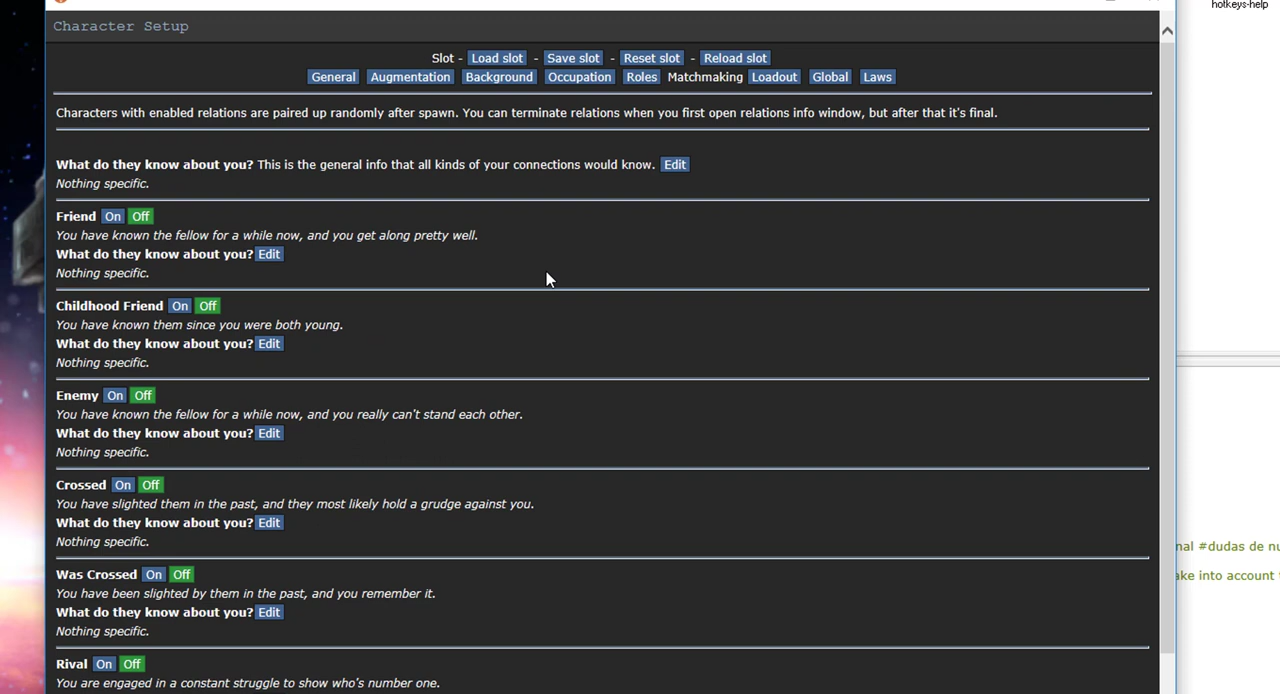 hotkeys-help
Character Setup
Slot - Load slot - Save slot - Reset slot - Reload slot
General Augmentation Background Occupation Roles Matchmaking Loadout Global Laws
Characters with enabled relations are paired up randomly after spawn. You can terminate relations when you first open relations info window, but after that it's final.
What do they know about you? This is the general info that all kinds of your connections would know. Edit
Nothing specific.
Friend On Off
You have known the fellow for a while now, and you get along pretty well.
What do they know about you? Edit
Nothing specific.
Childhood Friend On Off
You have known them since you were both young.
What do they know about you? Edit
Nothing specific.
Enemy On Off
You have known the fellow for a while now, and you really can't stand each other.
What do they know about you? Edit
Nothing specific.
Crossed On Off
You have slighted them in the past, and they most likely hold a grudge against you.
What do they know about you? Edit
Nothing specific.
nal #dudas de nu
Was Crossed On Off
ake into account
You have been slighted by them in the past, and you remember it.
What do they know about you? Edit
Nothing specific.
Rival On Off
You are engaged in a constant struggle to show who's number one.